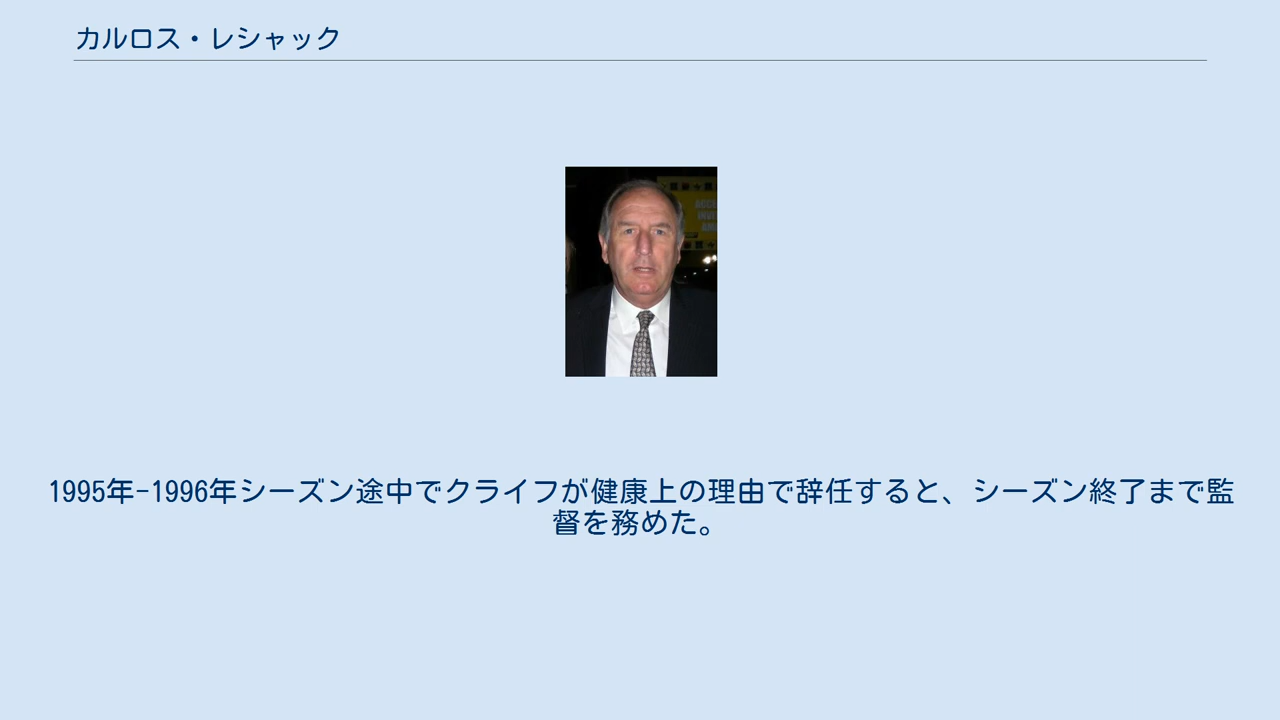 カルロス・レシャック
1995年-1996年シーズン途中でクライフが健康上の理由で辞任すると、シーズン終了まで監
督を務めた。